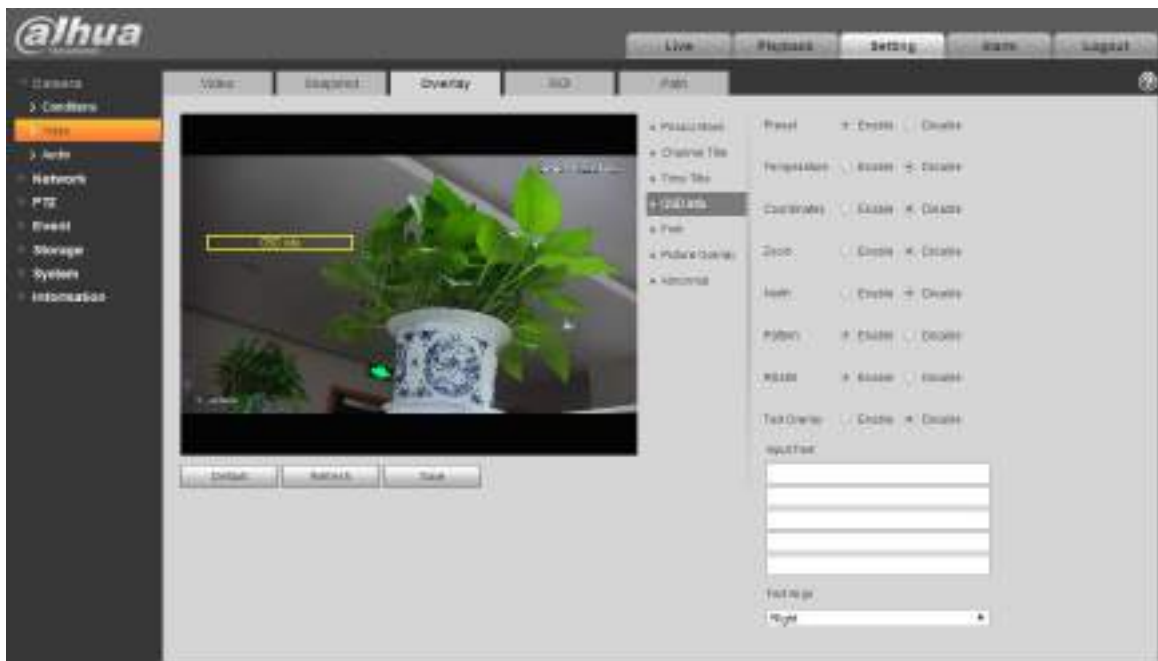 alhua
Live
Playback
Setting
Alarm
Logout
Camera
Conditions
Video
Audio
Network
PTZ
Event
Storage
System
Information
Video
Snapshot
Overlay
ROI
Path
OSD Info
Privacy Mask
Channel Title
Time Title
OSD Info
Font
Picture Overlay
Abnormal
Default
Refresh
Save
Preset Enable Disable
Temperature Enable Disable
Coordinates Enable Disable
Zoom Enable Disable
North Enable Disable
Pattern Enable Disable
RS485 Enable Disable
Text Overlay Enable Disable
Input Text
Text Align
Right